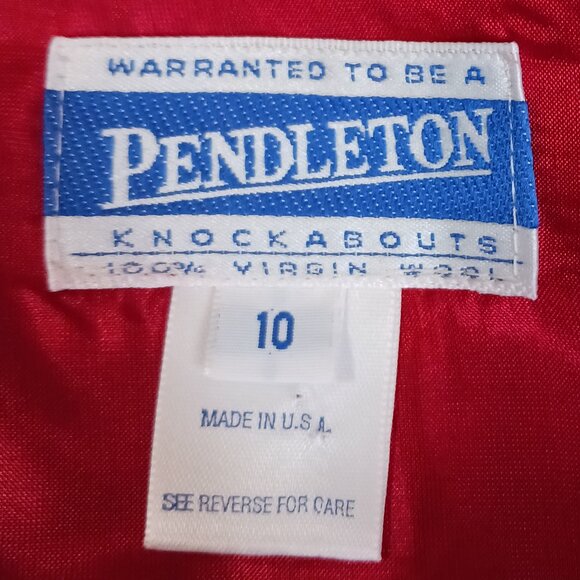 WARRANTED TO BE A
PENDLETON
KNOCKABOUTS
100% VIRGIN WOOL
10
MADE IN U.S.A.
SEE REVERSE FOR CARE